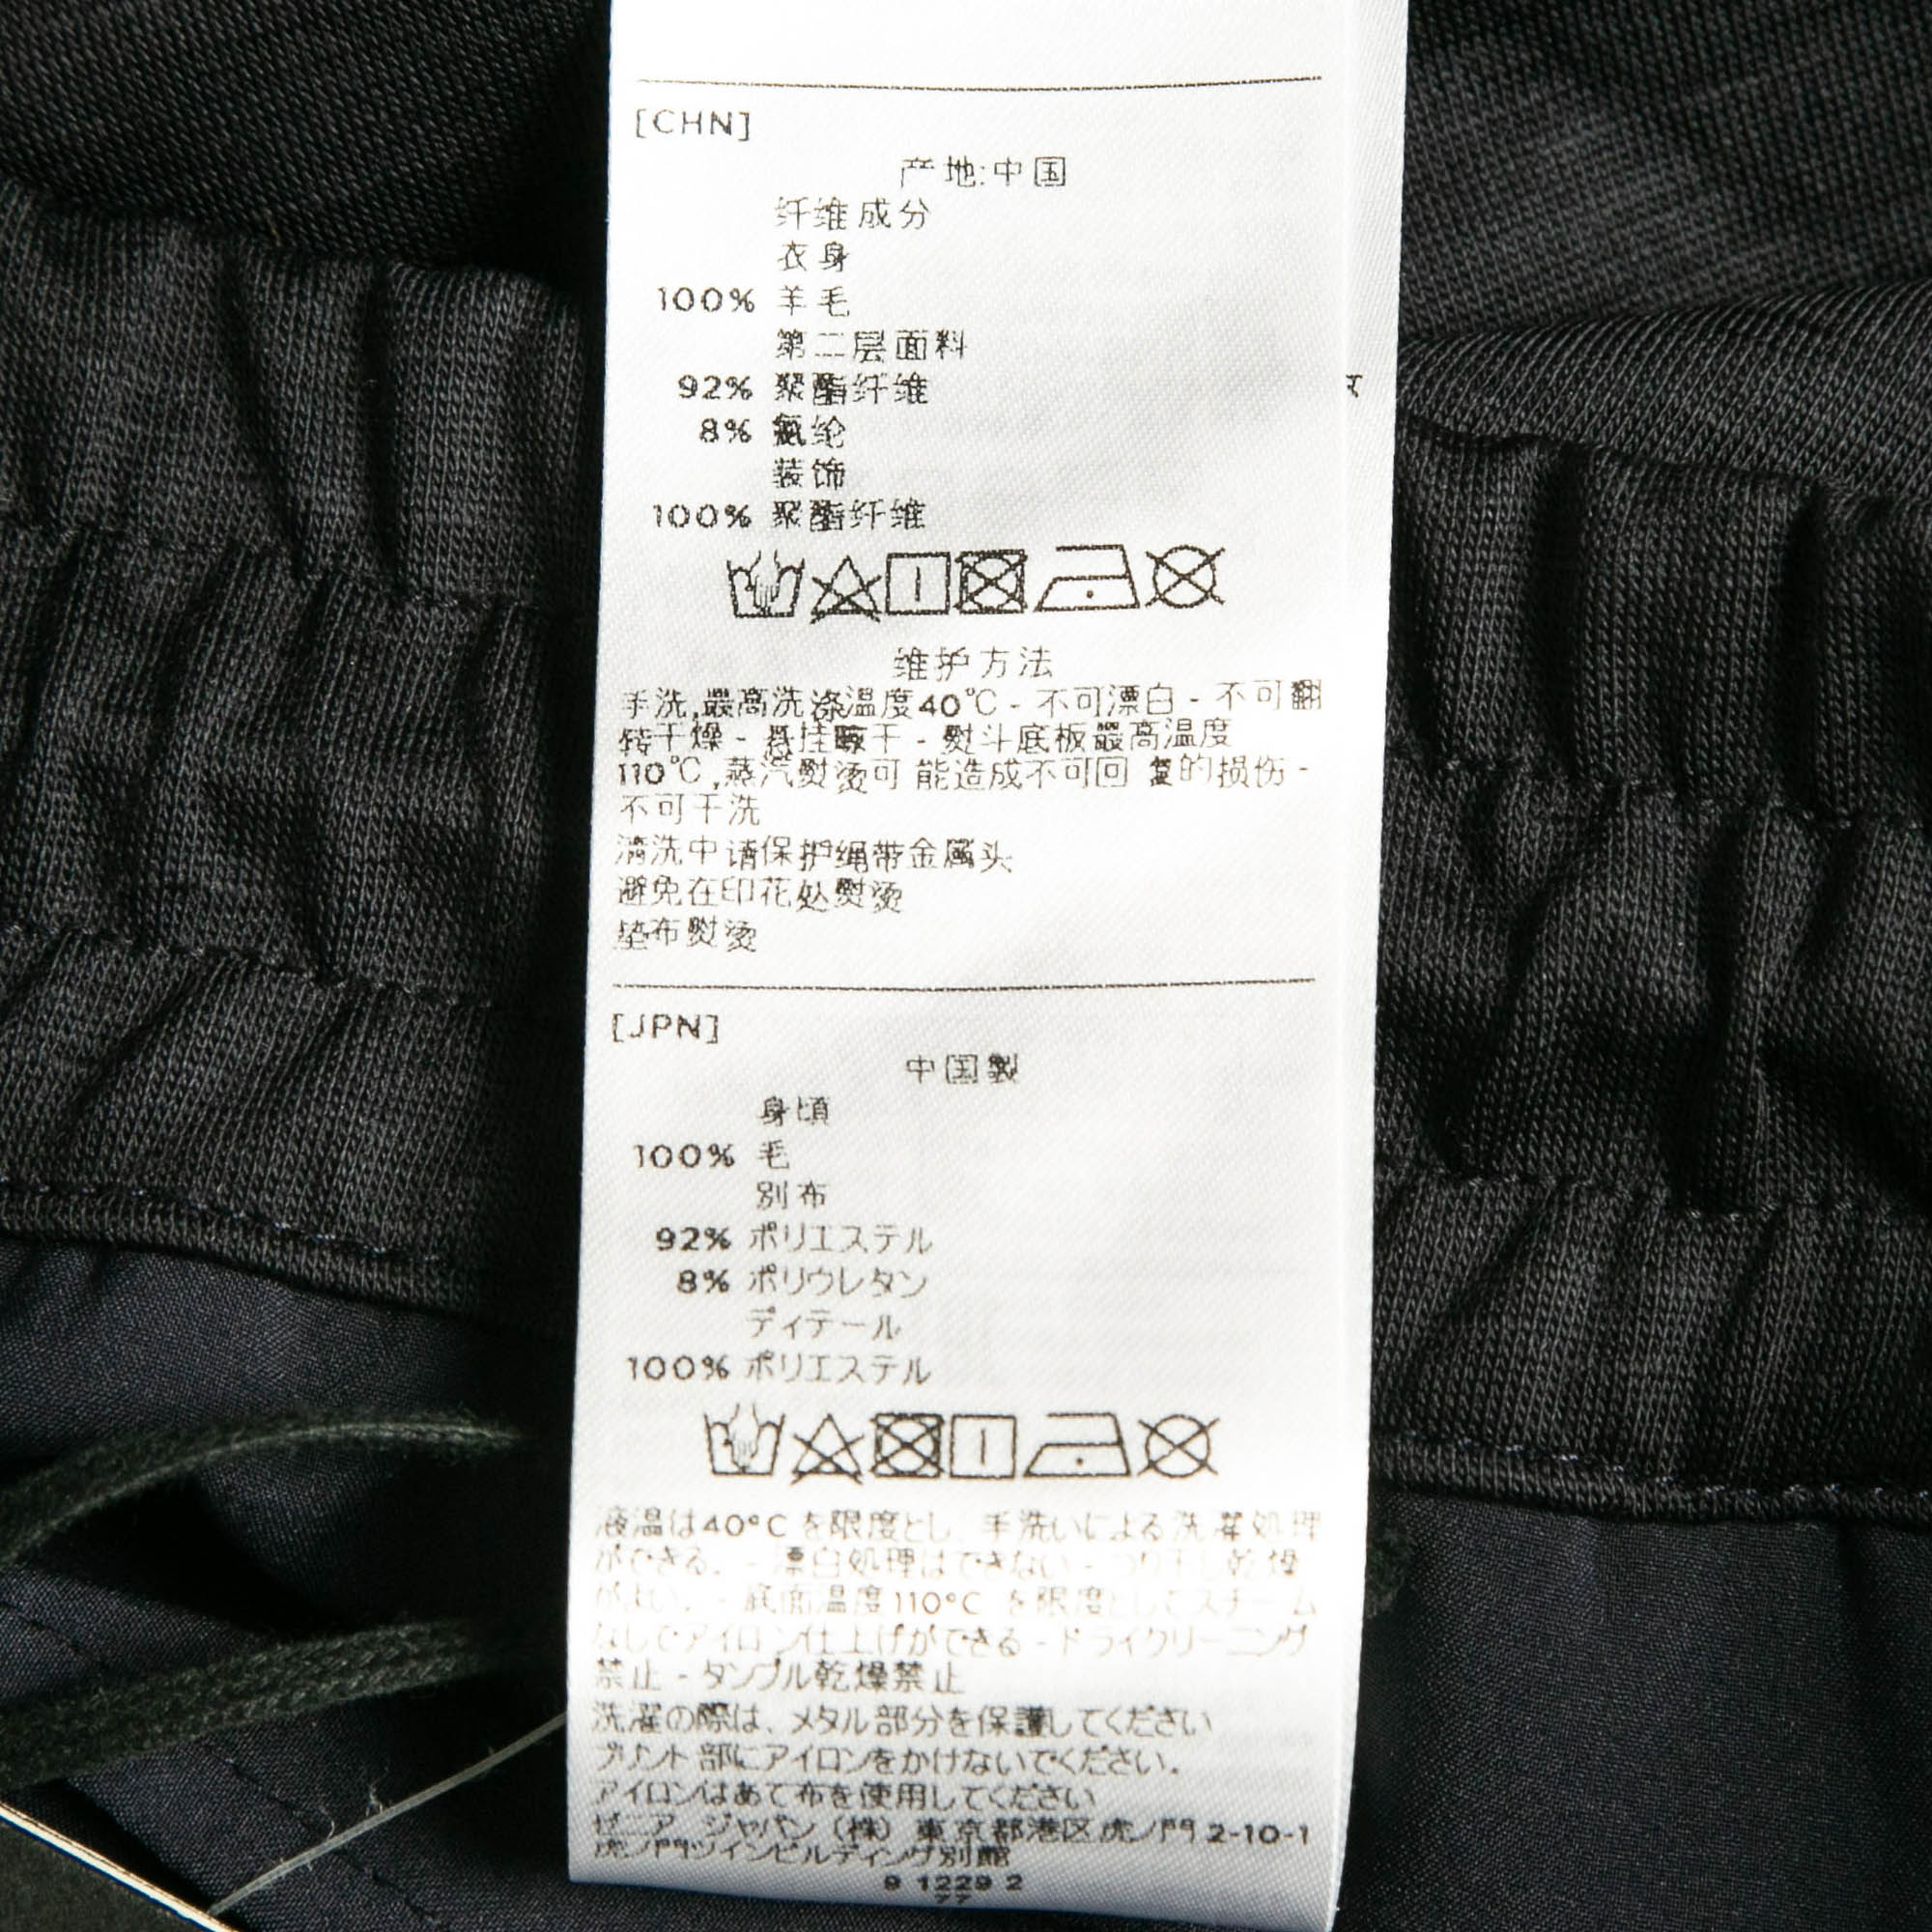 [CHN]
产地:中国
纤维成分
衣身
100% 羊毛
第二层面料
92% 聚酯纤维
8% 氨纶
装饰
100% 聚酯纤维
维护方法
手洗,最高洗涤温度40℃ - 不可漂白 - 不可翻
转干燥 - 悬挂晾干 - 熨斗底板最高温度
110℃,蒸汽熨烫可能造成不可回复的损伤 -
不可干洗
清洗中请保护绳带金属头
避免在印花处熨烫
垫布熨烫
[JPN]
中国製
身頃
100% 毛
別布
92% ポリエステル
8% ポリウレタン
ディテール
100% ポリエステル
液温は40°C を限度とし、手洗いによる洗濯処理
ができる。 - 漂白処理はできない - つり干し乾燥
がよい。 - 底面温度110°C を限度としてスチーム
なしでアイロン仕上げができる - ドライクリーニング
禁止 - タンブル乾燥禁止
洗濯の際は、メタル部分を保護してください
プリント部にアイロンをかけないでください。
アイロンはあて布を使用してください
ゼニア ジャパン (株) 東京都港区虎ノ門 2-10-1
虎ノ門ツインビルディング別館
9 1229 2
77